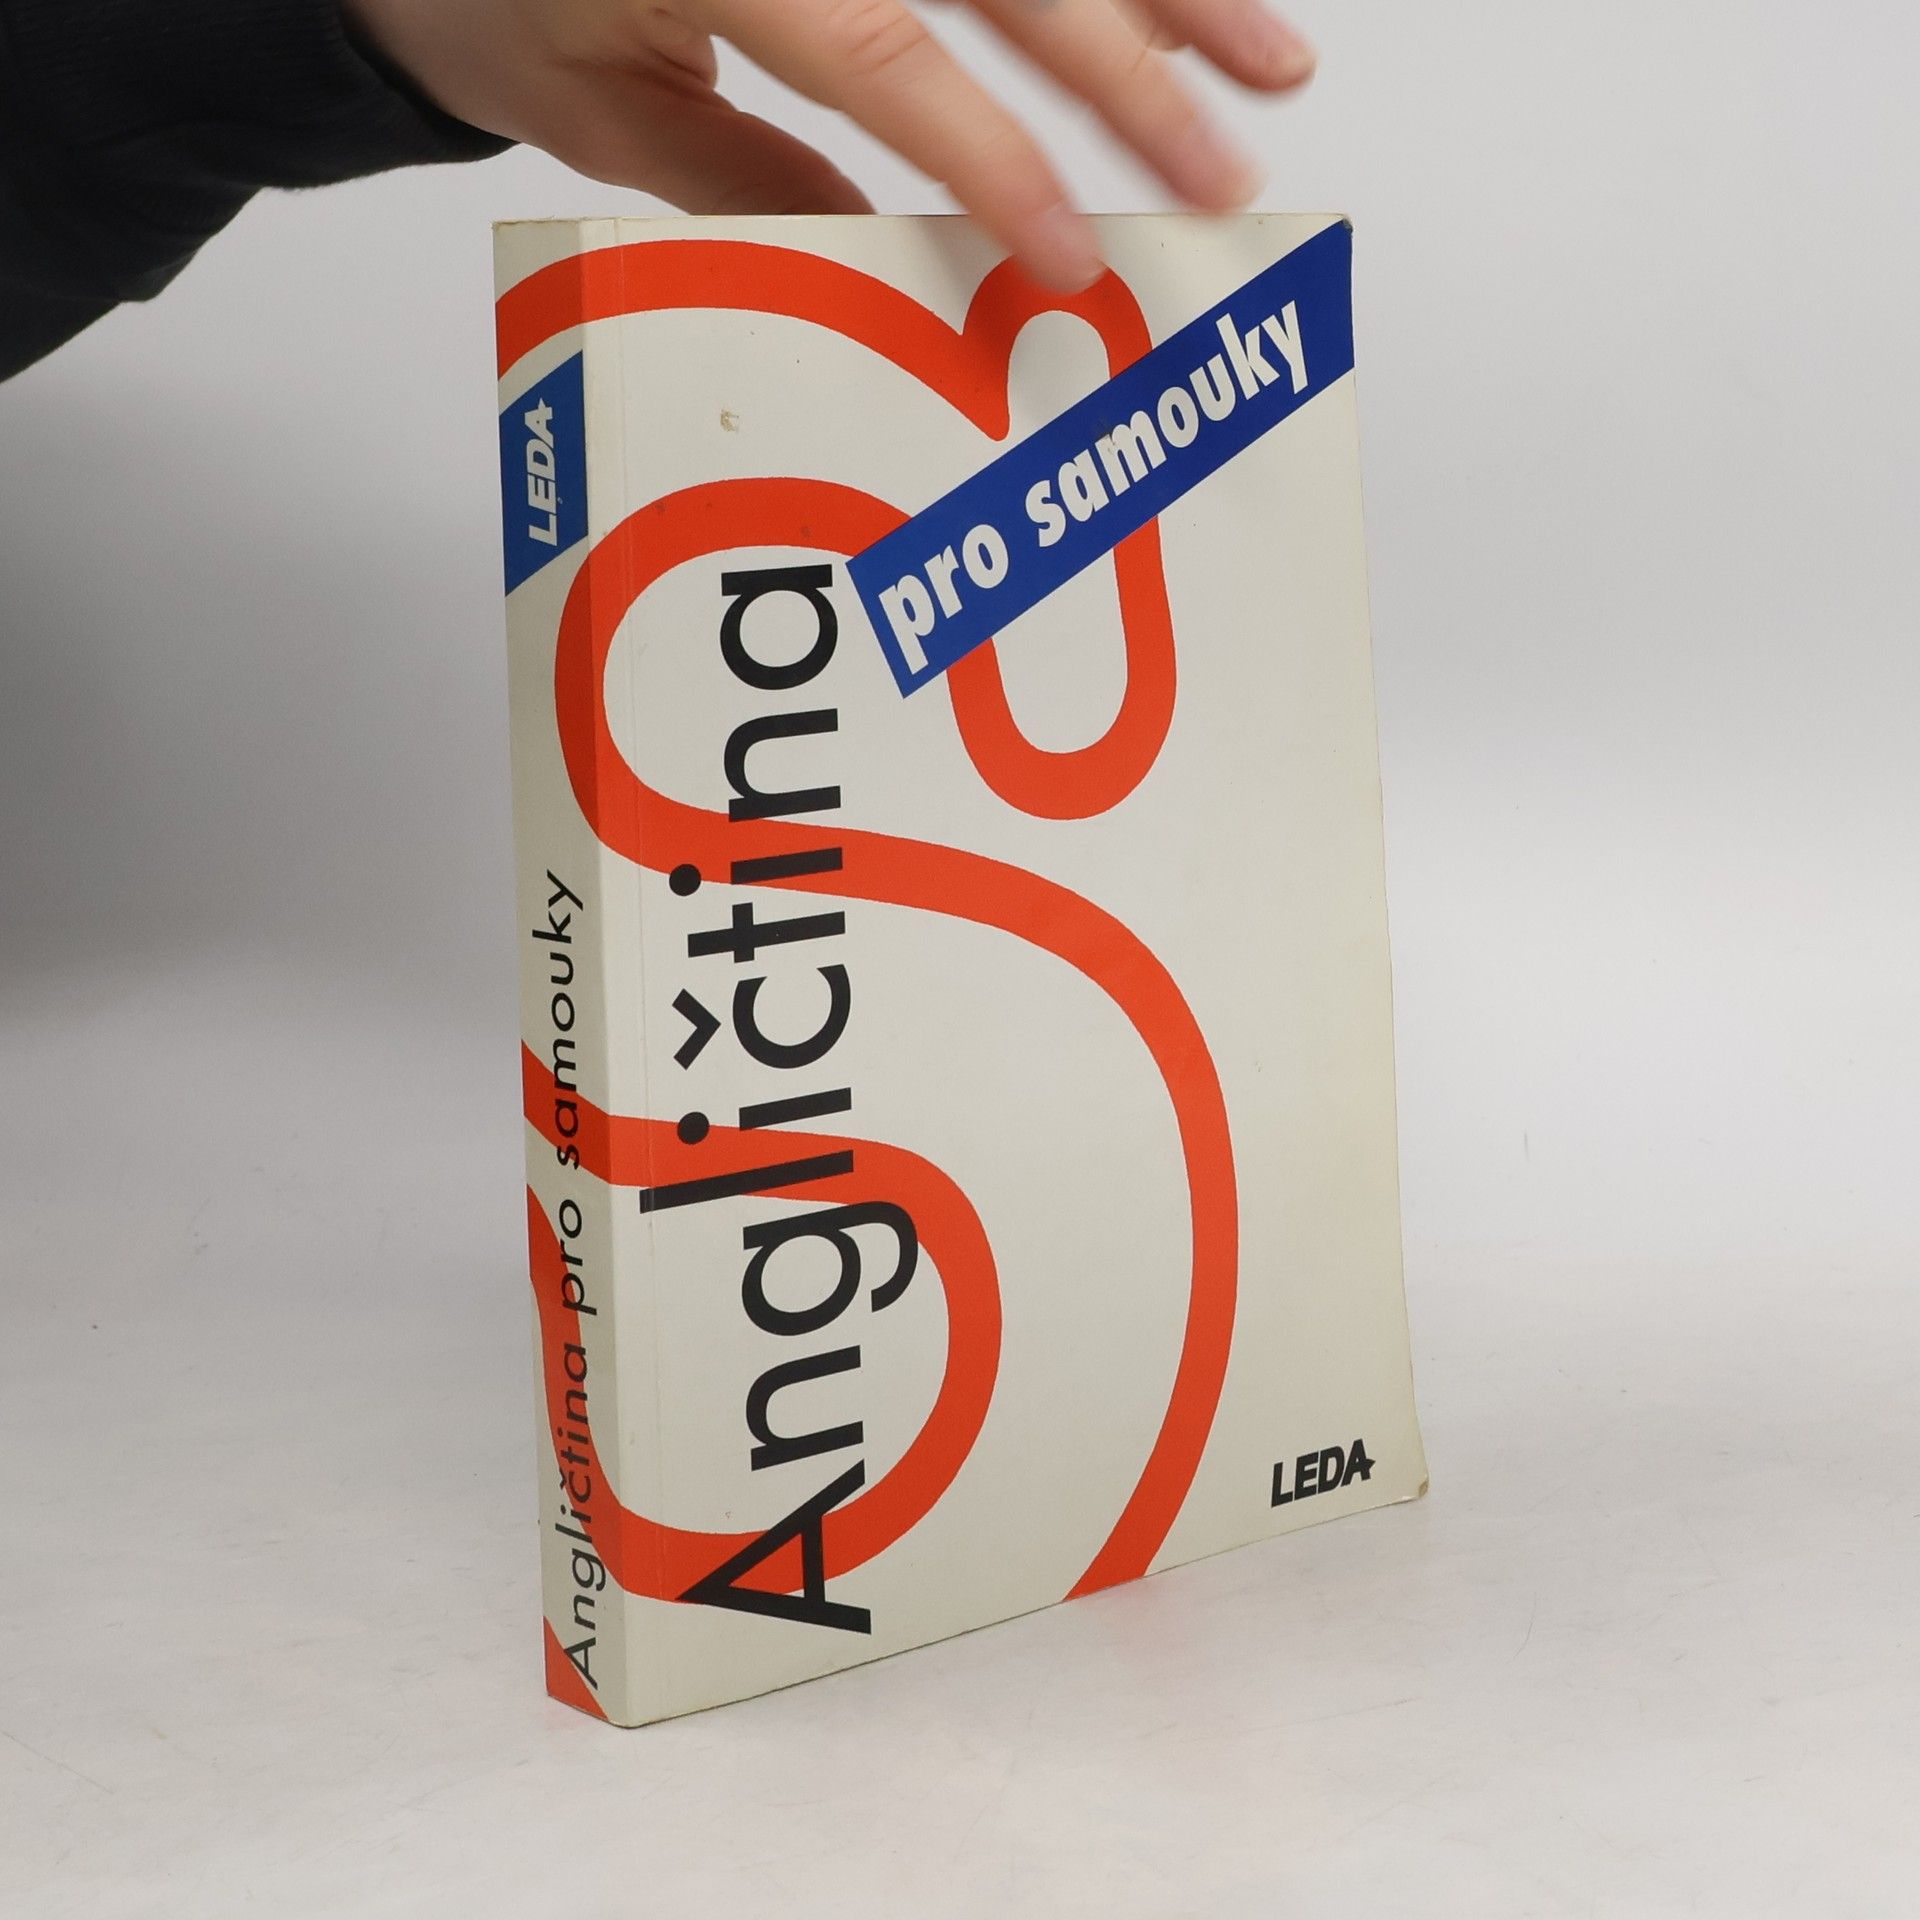 LEDA
Angličtina pro samouky
Angličtina
pro samouky
LEDA